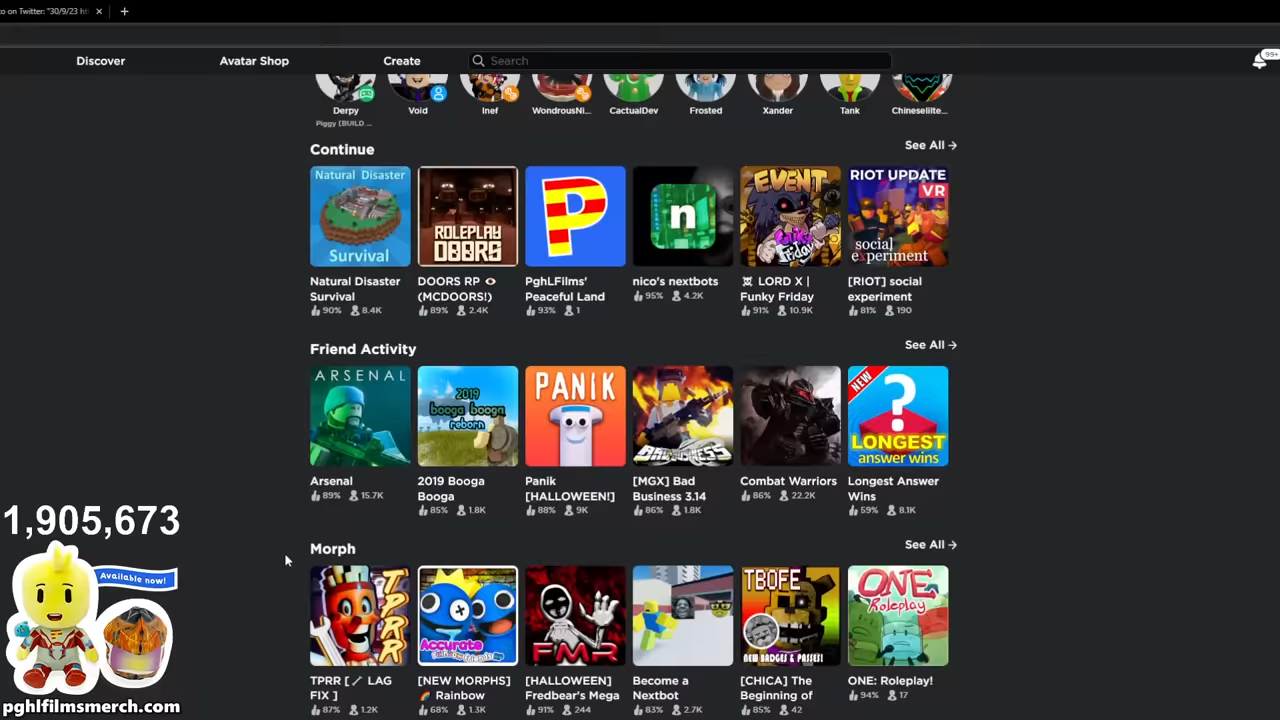 to on Twitter: "30/9/23 ht
Discover
Avatar Shop
Create
Search
99+
Derpy
Void
Inef
WondrousNi...
CactualDev
Frosted
Xander
Tank
Chineselite...
Piggy [BUILD ...
Continue
See All →
Natural Disaster
Survival
ROLEPLAY
DOORS
P
n
EVENT
Funky
Friday
RIOT UPDATE
VR
social
experiment
Natural Disaster
Survival
90% 8.4K
DOORS RP
(MCDOORS!)
89% 2.4K
PghLFilms'
Peaceful Land
93% 1
nico's nextbots
95% 4.2K
LORD X |
Funky Friday
91% 10.9K
[RIOT] social
experiment
81% 190
Friend Activity
See All →
ARSENAL
2019
booga booga
reborn
PANIK
BAD BUSINESS
NEW
?
LONGEST
answer wins
Arsenal
89% 15.7K
2019 Booga
Booga
85% 1.8K
Panik
[HALLOWEEN!]
88% 9K
[MGX] Bad
Business 3.14
86% 1.8K
Combat Warriors
86% 22.2K
Longest Answer
Wins
59% 8.1K
1,905,673
Available now!
pghlfilmsmerch.com
Morph
See All →
TPRR
Accurate
FMR
TBOFE
NEW BADGES & PASSES!
ONE
Roleplay
TPRR [ LAG
FIX ]
87% 1.2K
[NEW MORPHS]
Rainbow
68% 1.3K
[HALLOWEEN]
Fredbear's Mega
91% 244
Become a
Nextbot
83% 2.7K
[CHICA] The
Beginning of
85% 42
ONE: Roleplay!
94% 17